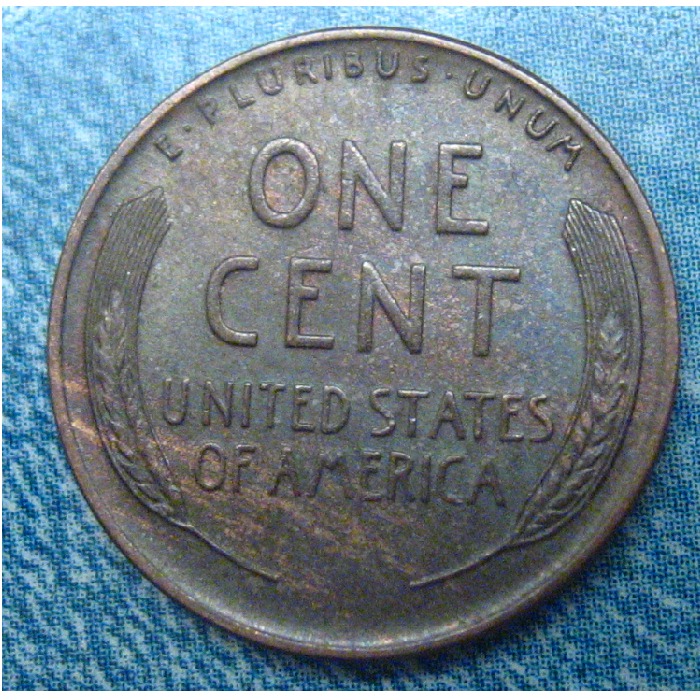 E·PLURIBUS·UNUM
ONE
CENT
UNITED STATES
OF AMERICA